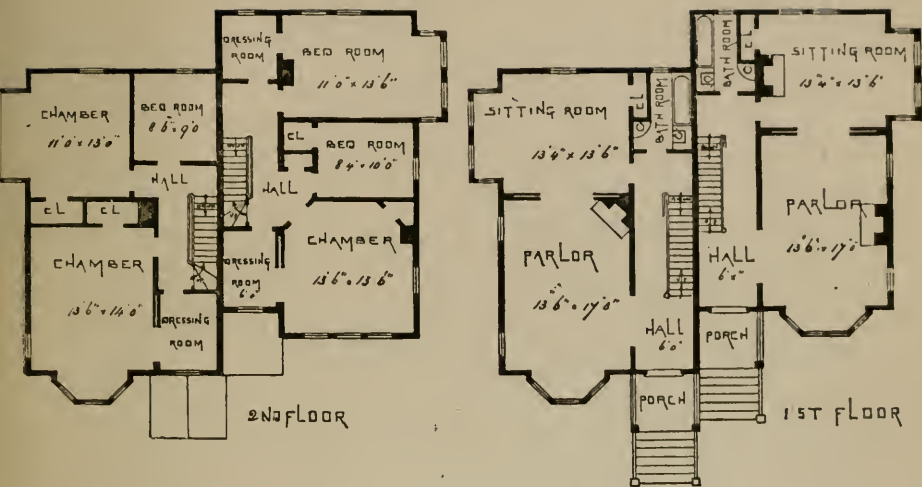 DRESSING
ROOM
BED ROOM
11'0" x 13'6"
CHAMBER
11'0" x 13'0"
BED ROOM
8'6" x 9'0
HALL
CL
CL
CL
BED ROOM
8'4" x 10'0"
HALL
CHAMBER
13'6" x 14'0"
DRESSING
ROOM
DRESSING
ROOM
6'0"
CHAMBER
13'6" x 13'6"
2ND FLOOR
SITTING ROOM
13'4" x 13'6"
CL
BATH ROOM
PARLOR
13'6" x 17'0"
HALL
6'0"
PORCH
BATH ROOM
CL
SITTING ROOM
13'4" x 13'6"
PARLOR
13'6" x 17'0
HALL
PORCH
1ST FLOOR